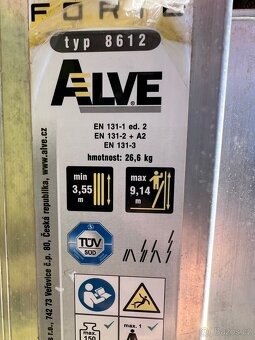 FORTE
typ 8612
ALVE
EN 131-1 ed. 2
EN 131-2 + A2
EN 131-3
hmotnost: 26,6 kg
min
3,55
m
max
9,14
m
TÜV
SÜD
max. 1
150
742 73 Veřovice č.p. 80, Česká republika, www.alve.cz